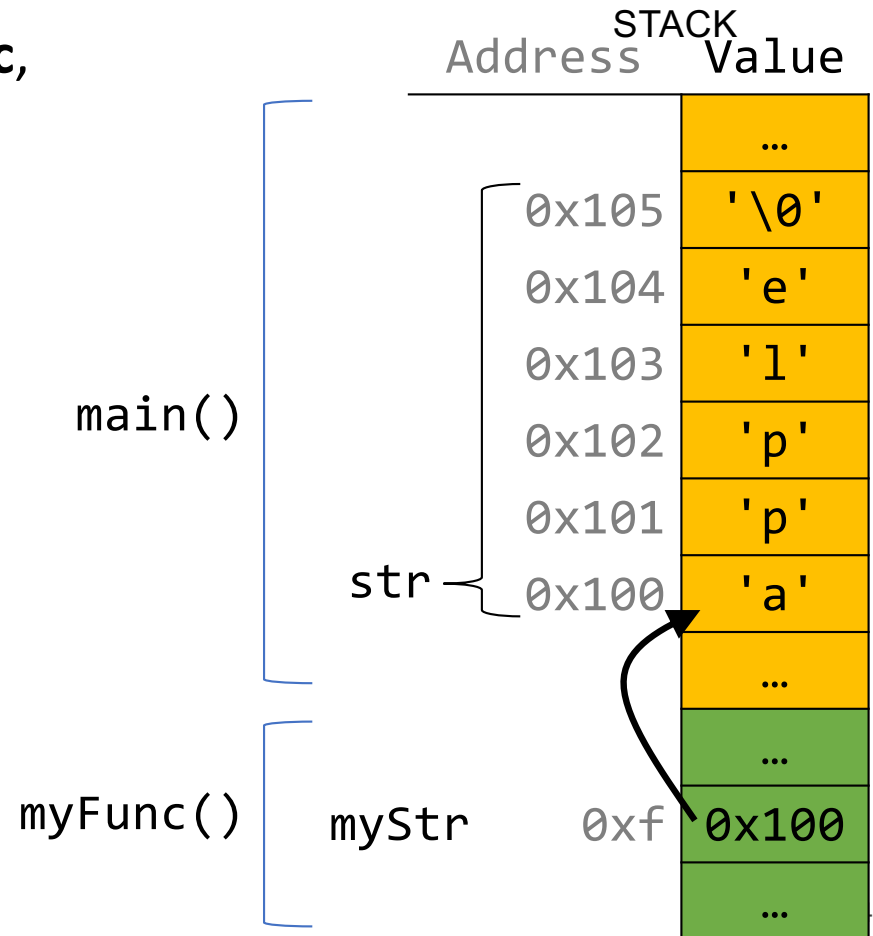 STACK
c,
Address Value
…
0x105 '\0'
0x104 'e'
0x103 'l'
0x102 'p'
main()
0x101 'p'
str 0x100 'a'
…
…
myFunc() myStr 0xf 0x100
…